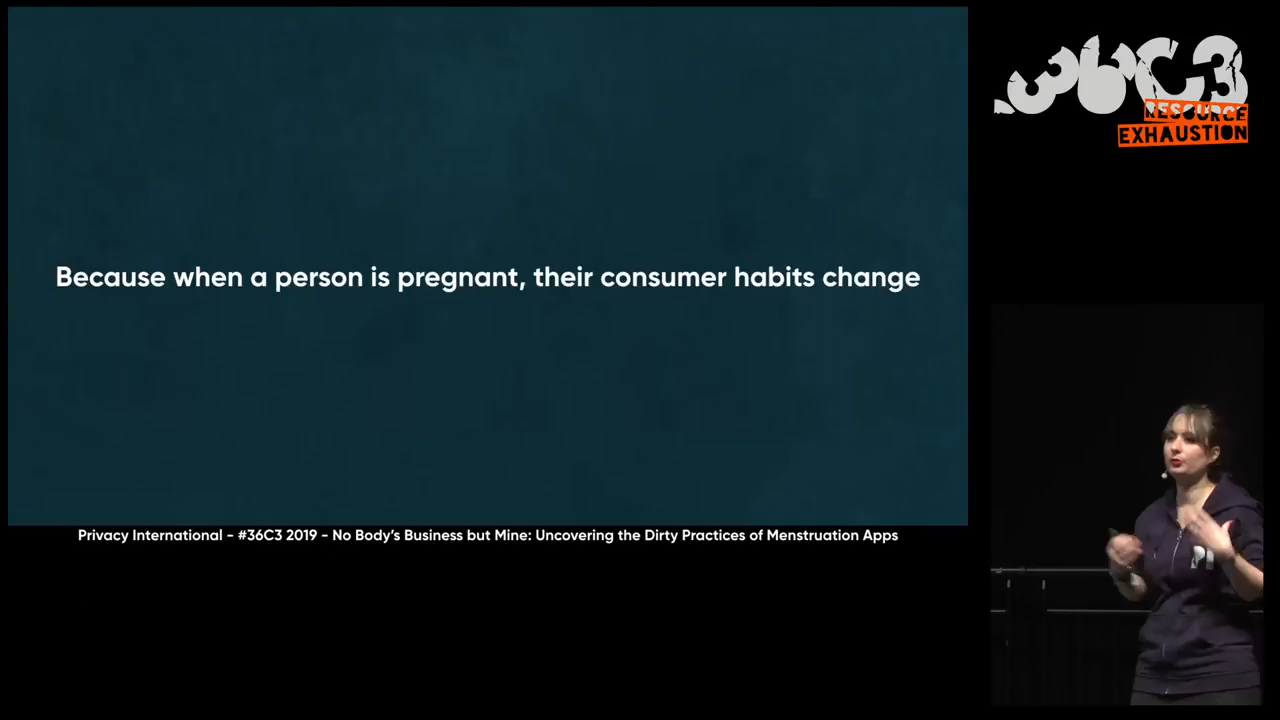 36C3
RESOURCE
EXHAUSTION
Because when a person is pregnant, their consumer habits change
Privacy International - #36C3 2019 - No Body's Business but Mine: Uncovering the Dirty Practices of Menstruation Apps
PI